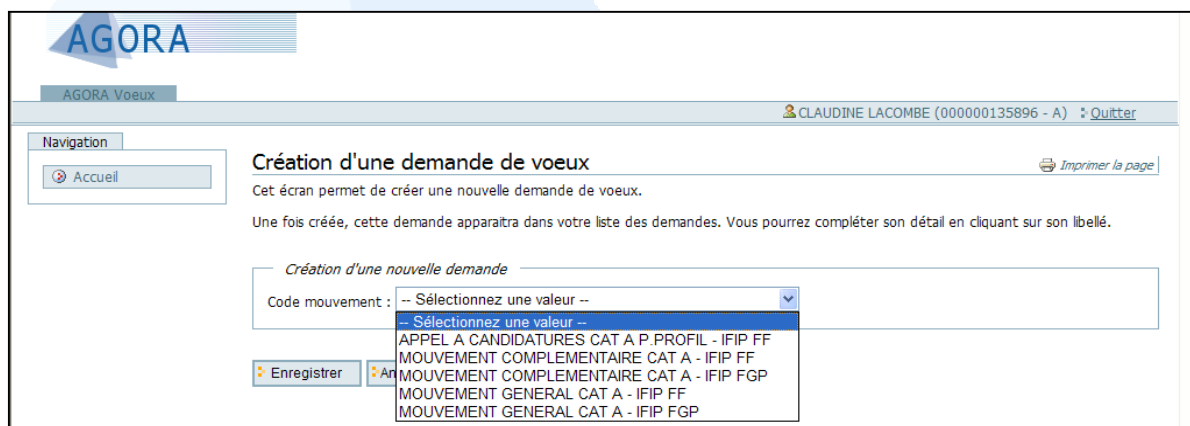 AGORA
AGORA Voeux
CLAUDINE LACOMBE (000000135896 - A) Quitter
Navigation
Accueil
Création d'une demande de voeux
Imprimer la page
Cet écran permet de créer une nouvelle demande de voeux.
Une fois créée, cette demande apparaitra dans votre liste des demandes. Vous pourrez compléter son détail en cliquant sur son libellé.
Création d'une nouvelle demande
Code mouvement : -- Sélectionnez une valeur --
-- Sélectionnez une valeur --
APPEL A CANDIDATURES CAT A P.PROFIL - IFIP FF
MOUVEMENT COMPLEMENTAIRE CAT A - IFIP FF
MOUVEMENT COMPLEMENTAIRE CAT A - IFIP FGP
MOUVEMENT GENERAL CAT A - IFIP FF
MOUVEMENT GENERAL CAT A - IFIP FGP
Enregistrer An